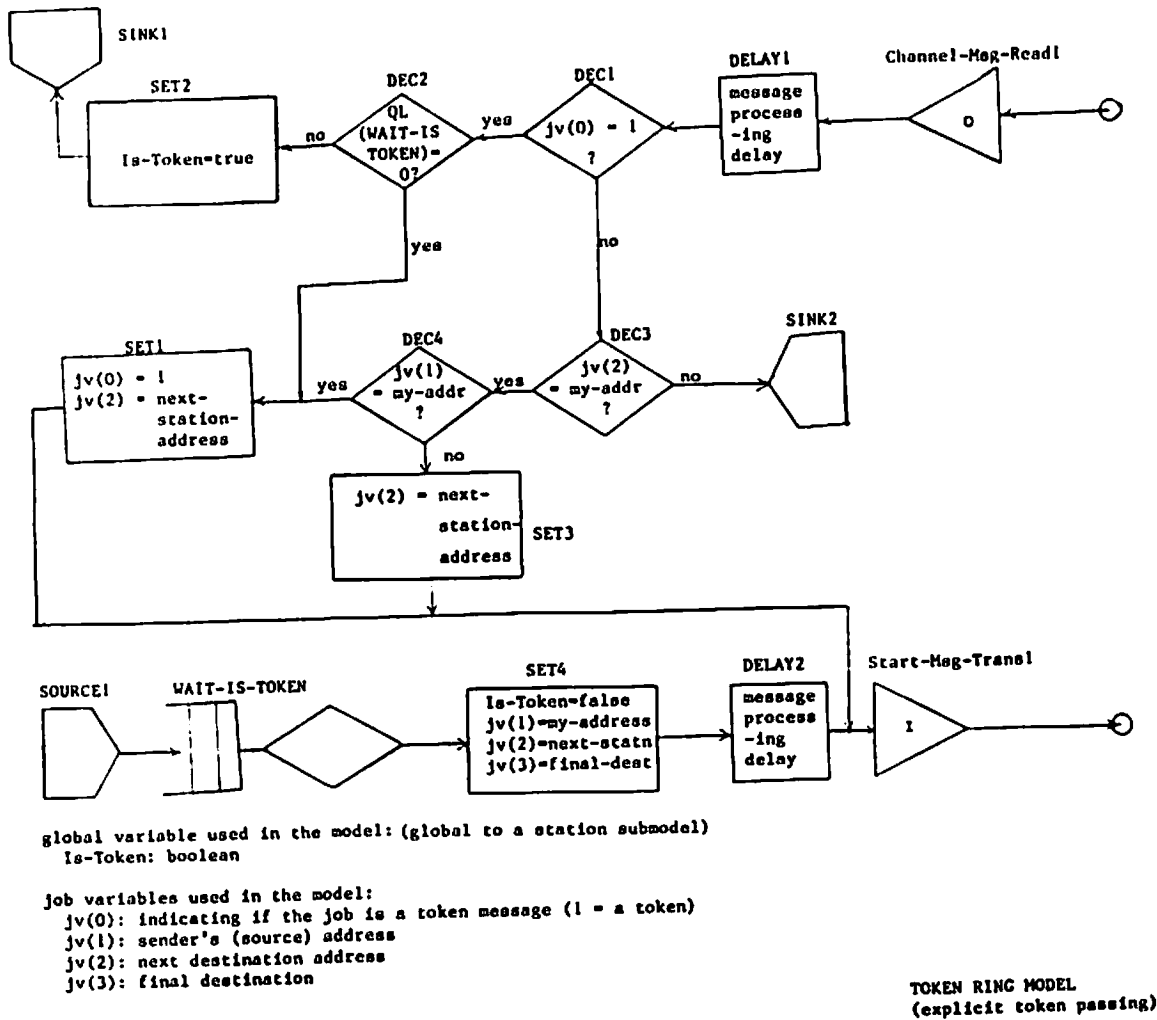 SINK1
SET2
Is-Token=true
no
DEC2
QL
(WAIT-IS
TOKEN)=
0?
yes
DEC1
jv(0) = 1
?
DELAY1
message
process
-ing
delay
Channel-Msg-Read1
O
yes
no
SET1
jv(0) = 1
jv(2) = next-
station-
address
yes
DEC4
jv(1)
= my-addr
?
yes
DEC3
jv(2)
= my-addr
?
no
SINK2
no
jv(2) = next-
station-
address
SET3
SOURCE1
WAIT-IS-TOKEN
SET4
Is-Token=false
jv(1)=my-address
jv(2)=next-statn
jv(3)=final-dest
DELAY2
message
process
-ing
delay
Start-Msg-Trans1
I
global variable used in the model: (global to a station submodel)
Is-Token: boolean
job variables used in the model:
jv(0): indicating if the job is a token message (1 = a token)
jv(1): sender's (source) address
jv(2): next destination address
jv(3): final destination
TOKEN RING MODEL
(explicit token passing)